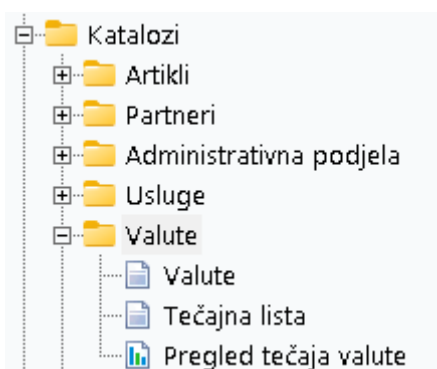 Katalozi
Artikli
Partneri
Administrativna podjela
Usluge
Valute
Valute
Tečajna lista
Pregled tečaja valute